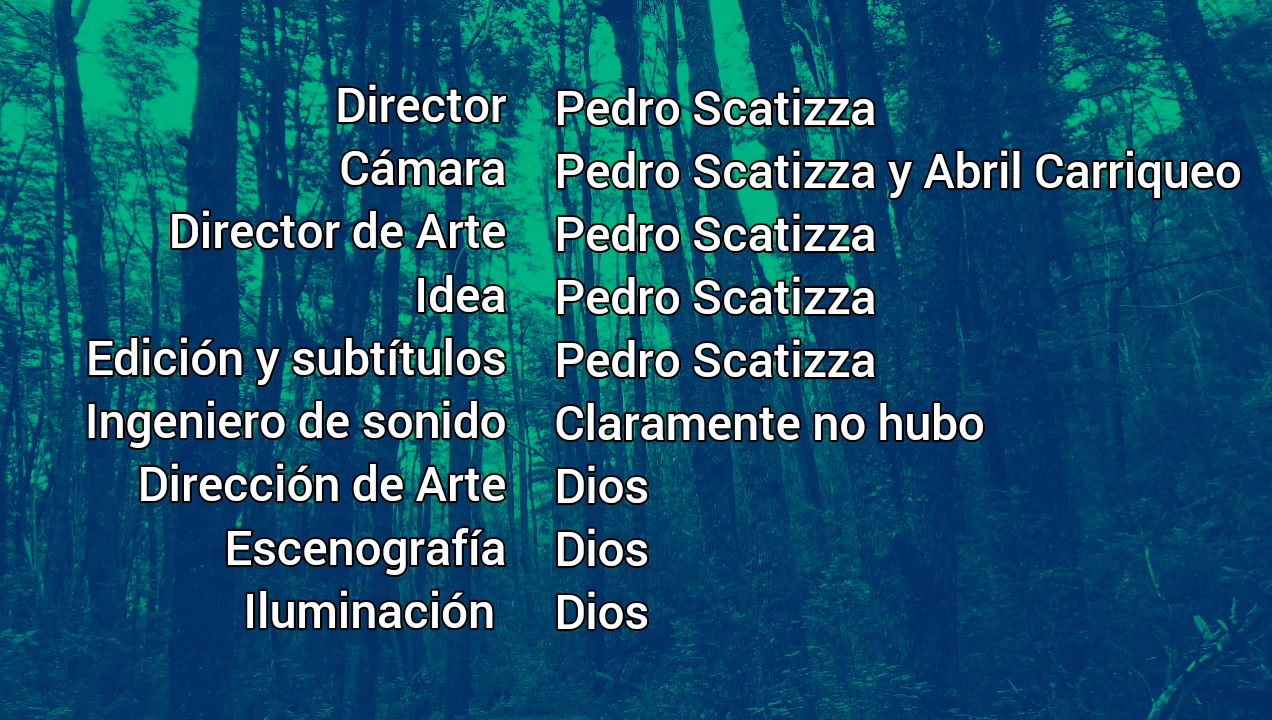 Director Pedro Scatizza
Cámara Pedro Scatizza y Abril Carriqueo
Director de Arte Pedro Scatizza
Idea Pedro Scatizza
Edición y subtítulos Pedro Scatizza
Ingeniero de sonido Claramente no hubo
Dirección de Arte Dios
Escenografía Dios
Iluminación Dios